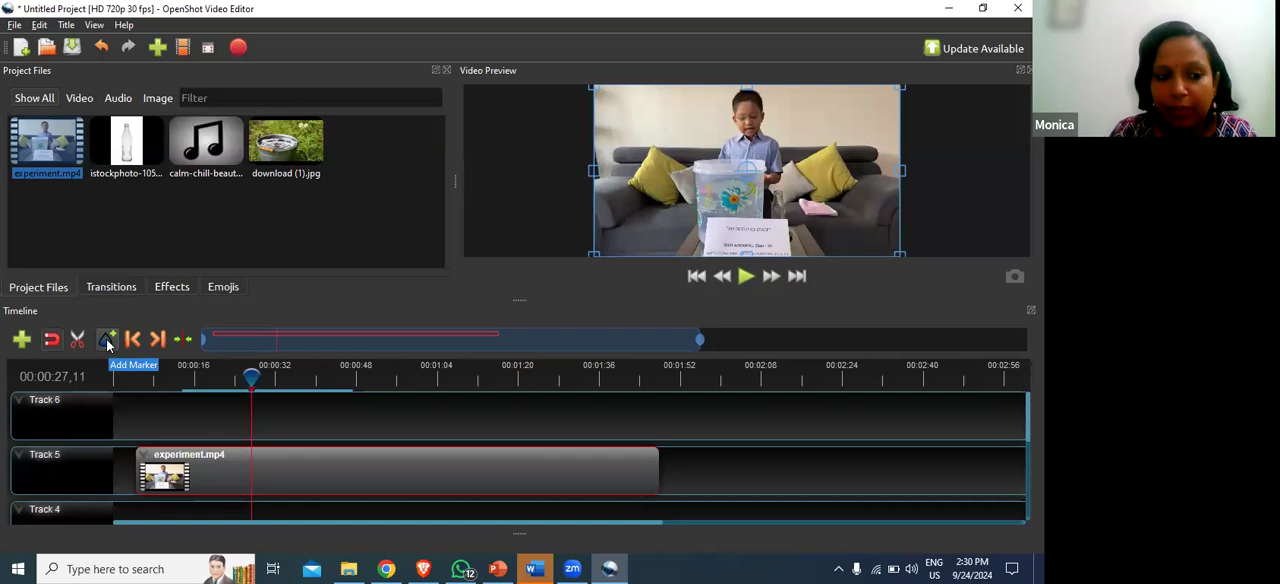 * Untitled Project [HD 720p 30 fps] - OpenShot Video Editor
File Edit Title View Help
Update Available
Project Files
Video Preview
Show All Video Audio Image Filter
experiment.mp4 istockphoto-105... calm-chill-beaut... download (1).jpg
Monica
Project Files Transitions Effects Emojis
Timeline
Add Marker
00:00:27,11
00:00:16 00:00:32 00:00:48 00:01:04 00:01:20 00:01:36 00:01:52 00:02:08 00:02:24 00:02:40 00:02:56
Track 6
Track 5
experiment.mp4
Track 4
Type here to search
12
ENG
US
2:30 PM
9/24/2024